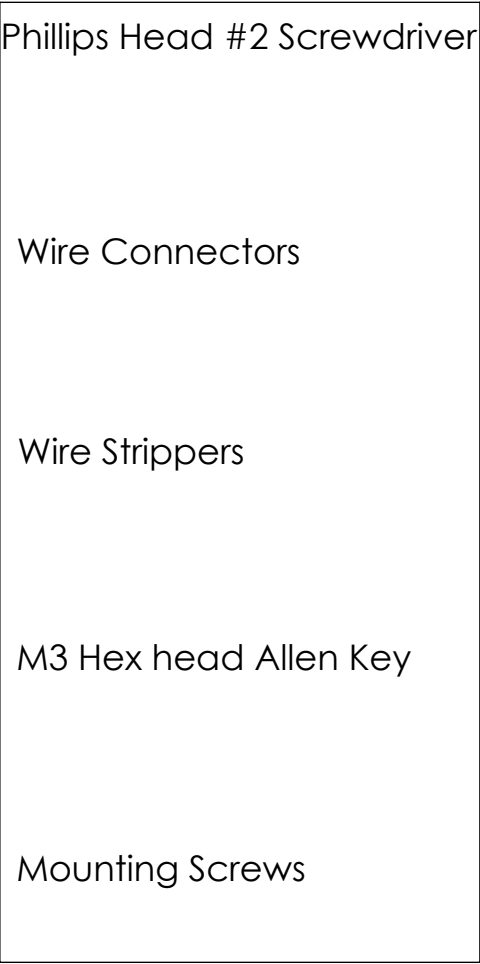 Phillips Head #2 Screwdriver
Wire Connectors
Wire Strippers
M3 Hex head Allen Key
Mounting Screws